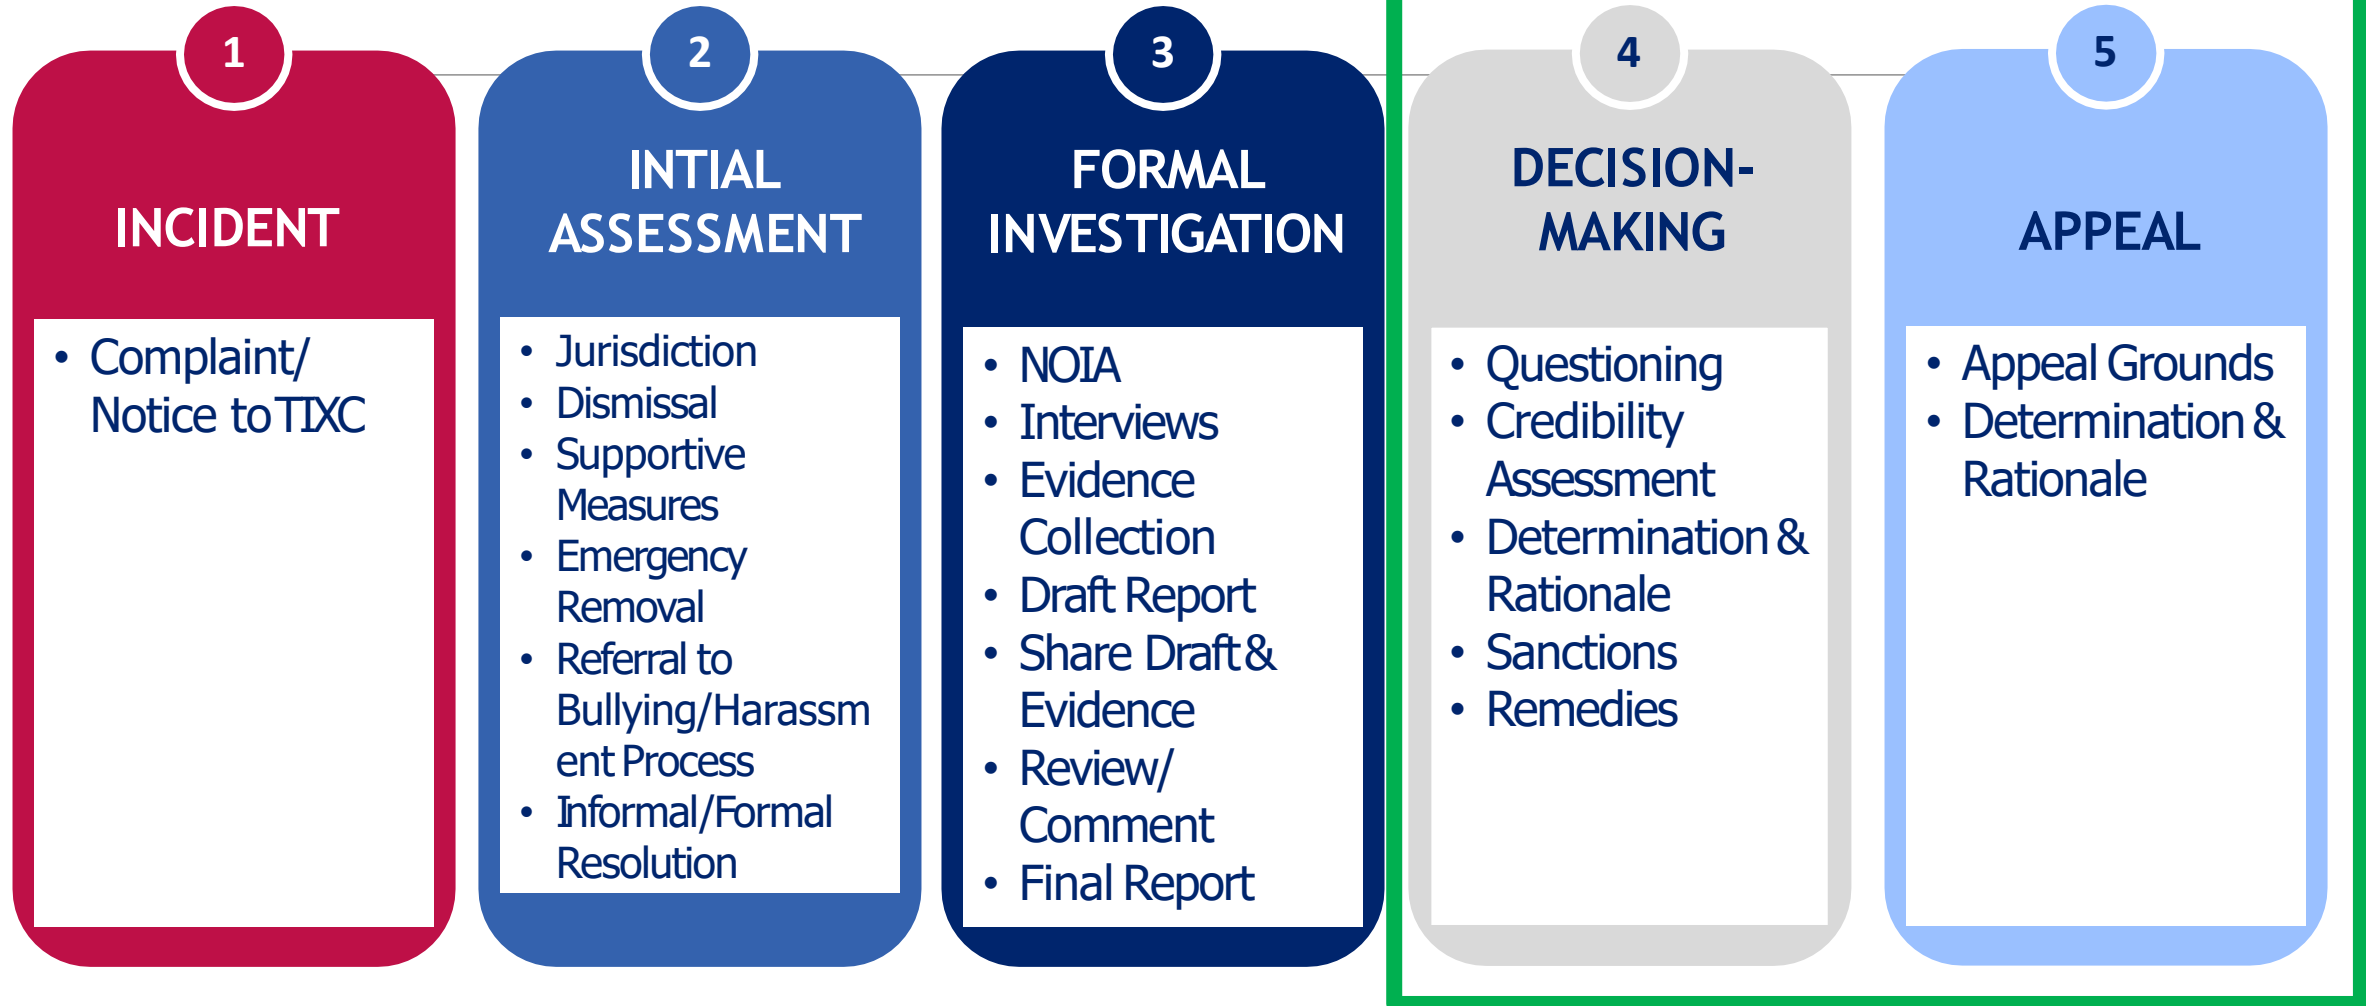 1
INCIDENT
• Complaint/
Notice to TIXC
2
INTIAL
ASSESSMENT
• Jurisdiction
• Dismissal
• Supportive
Measures
• Emergency
Removal
• Referral to
Bullying/Harassm
ent Process
• Informal/Formal
Resolution
3
FORMAL
INVESTIGATION
• NOIA
• Interviews
• Evidence
Collection
• Draft Report
• Share Draft &
Evidence
• Review/
Comment
• Final Report
4
DECISION-
MAKING
• Questioning
• Credibility
Assessment
• Determination &
Rationale
• Sanctions
• Remedies
5
APPEAL
• Appeal Grounds
• Determination &
Rationale